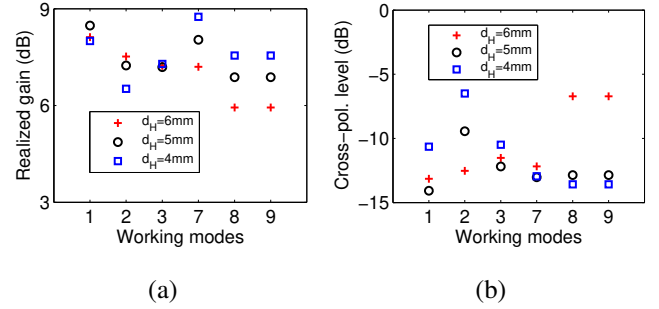 9
6
3
Realized gain (dB)
d_H=6mm
d_H=5mm
d_H=4mm
1 2 3 7 8 9
Working modes
(a)
0
−5
−10
−15
Cross−pol. level (dB)
d_H=6mm
d_H=5mm
d_H=4mm
1 2 3 7 8 9
Working modes
(b)